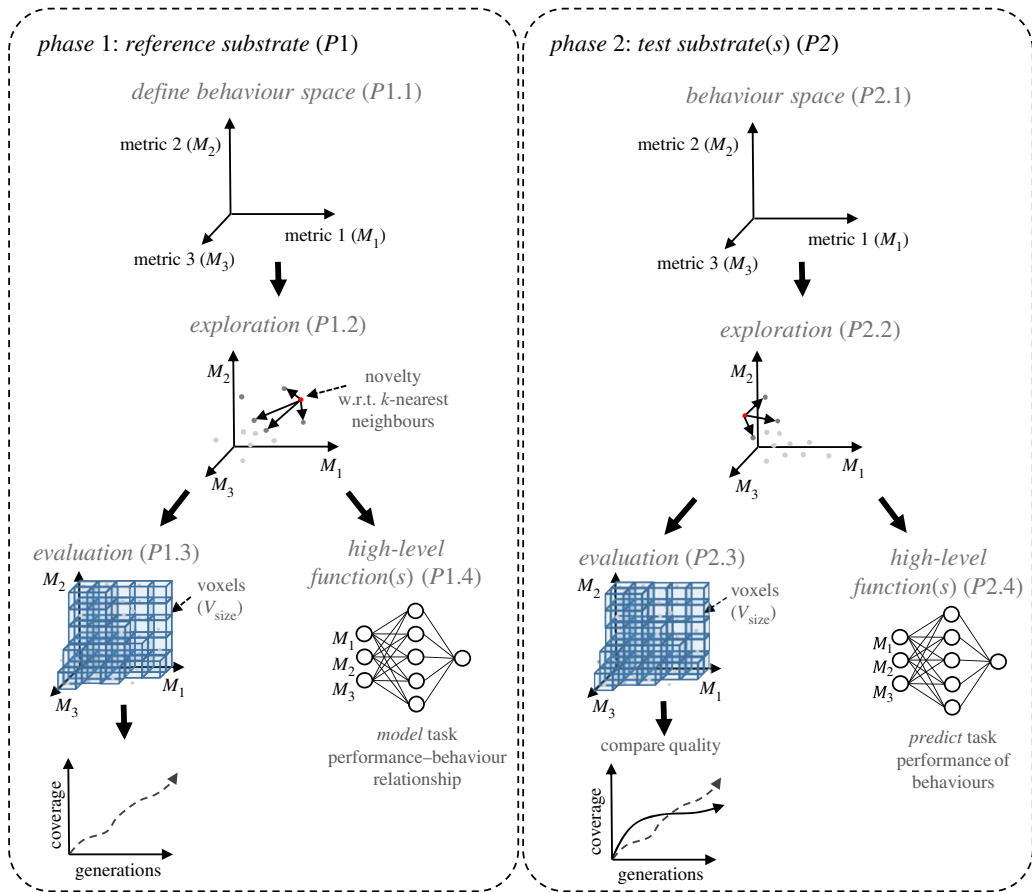 phase 1: reference substrate (P1)
define behaviour space (P1.1)
metric 2 (M2)
metric 1 (M1)
metric 3 (M3)
exploration (P1.2)
M2
novelty
w.r.t. k-nearest
neighbours
M1
M3
evaluation (P1.3)
M2
voxels
(Vsize)
M1
M3
high-level
function(s) (P1.4)
M1
M2
M3
model task
performance–behaviour
relationship
coverage
generations
phase 2: test substrate(s) (P2)
behaviour space (P2.1)
metric 2 (M2)
metric 1 (M1)
metric 3 (M3)
exploration (P2.2)
M2
M1
M3
evaluation (P2.3)
M2
voxels
(Vsize)
M1
M3
compare quality
high-level
function(s) (P2.4)
M1
M2
M3
predict task
performance of
behaviours
coverage
generations